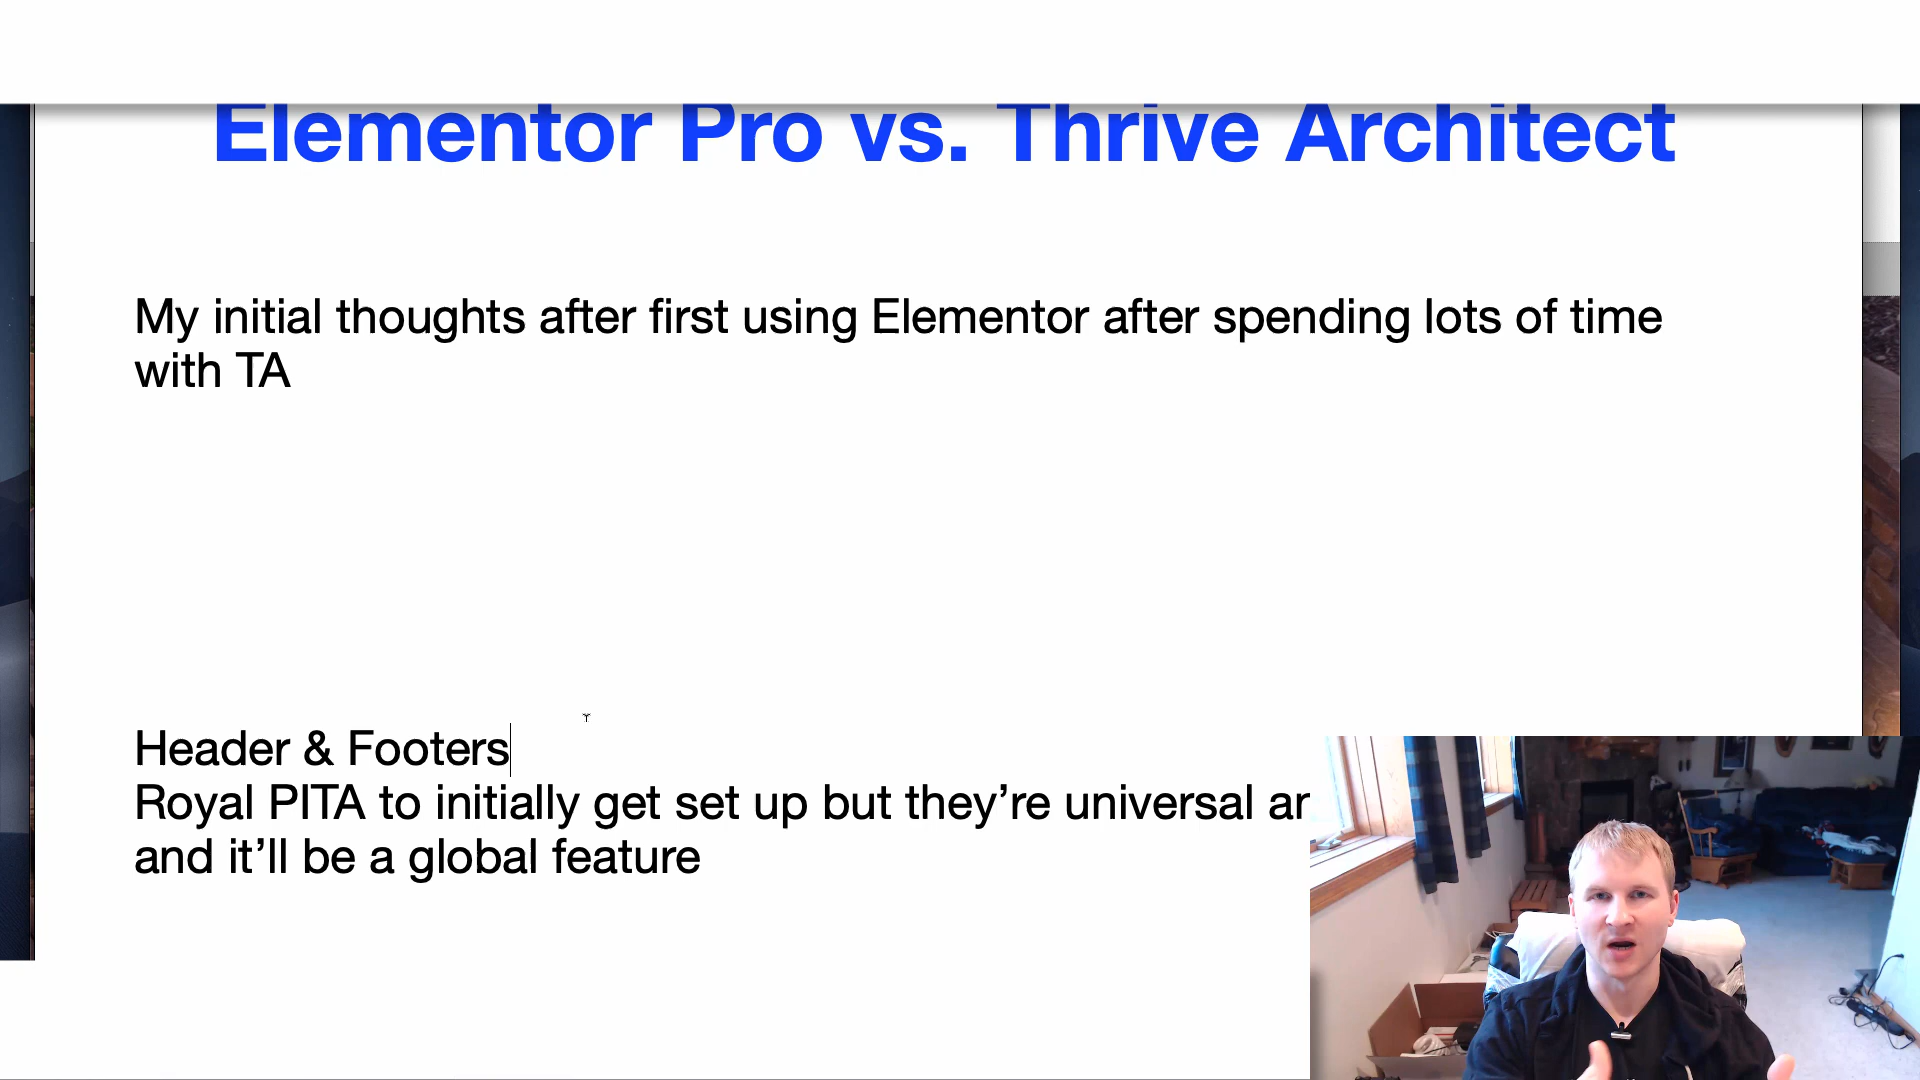 Elementor Pro vs. Thrive Architect
My initial thoughts after first using Elementor after spending lots of time
with TA
Header & Footers
Royal PITA to initially get set up but they’re universal
and it’ll be a global feature